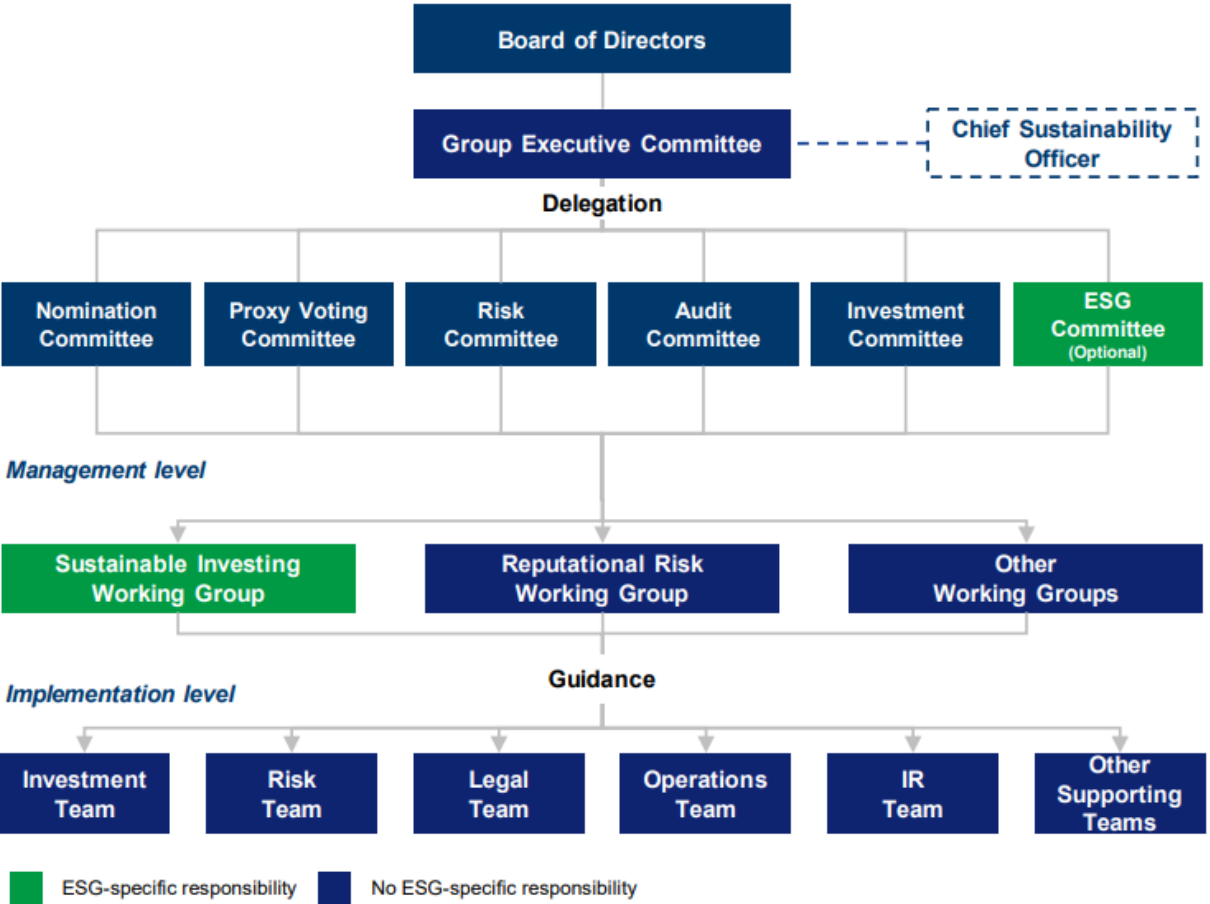 Board of Directors
Group Executive Committee
Chief Sustainability
Officer
Delegation
Nomination
Committee
Proxy Voting
Committee
Risk
Committee
Audit
Committee
Investment
Committee
ESG
Committee
(Optional)
Management level
Sustainable Investing
Working Group
Reputational Risk
Working Group
Other
Working Groups
Guidance
Implementation level
Investment
Team
Risk
Team
Legal
Team
Operations
Team
IR
Team
Other
Supporting
Teams
ESG-specific responsibility
No ESG-specific responsibility